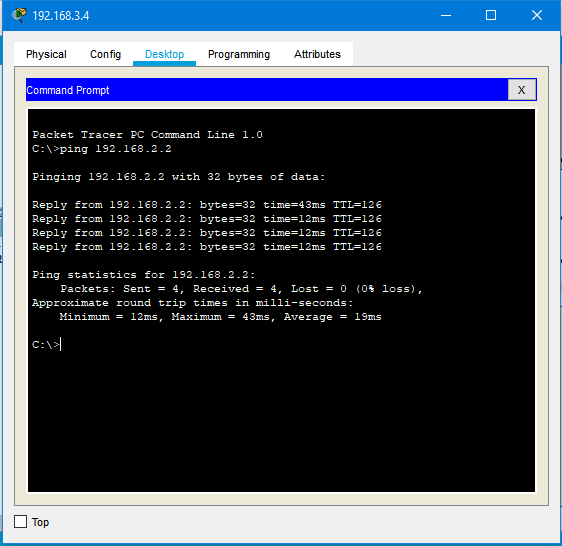 192.168.3.4
Physical Config Desktop Programming Attributes
Command Prompt X
Packet Tracer PC Command Line 1.0
C:\>ping 192.168.2.2
Pinging 192.168.2.2 with 32 bytes of data:
Reply from 192.168.2.2: bytes=32 time=43ms TTL=126
Reply from 192.168.2.2: bytes=32 time=12ms TTL=126
Reply from 192.168.2.2: bytes=32 time=12ms TTL=126
Reply from 192.168.2.2: bytes=32 time=12ms TTL=126
Ping statistics for 192.168.2.2:
Packets: Sent = 4, Received = 4, Lost = 0 (0% loss),
Approximate round trip times in milli-seconds:
Minimum = 12ms, Maximum = 43ms, Average = 19ms
C:\>
Top